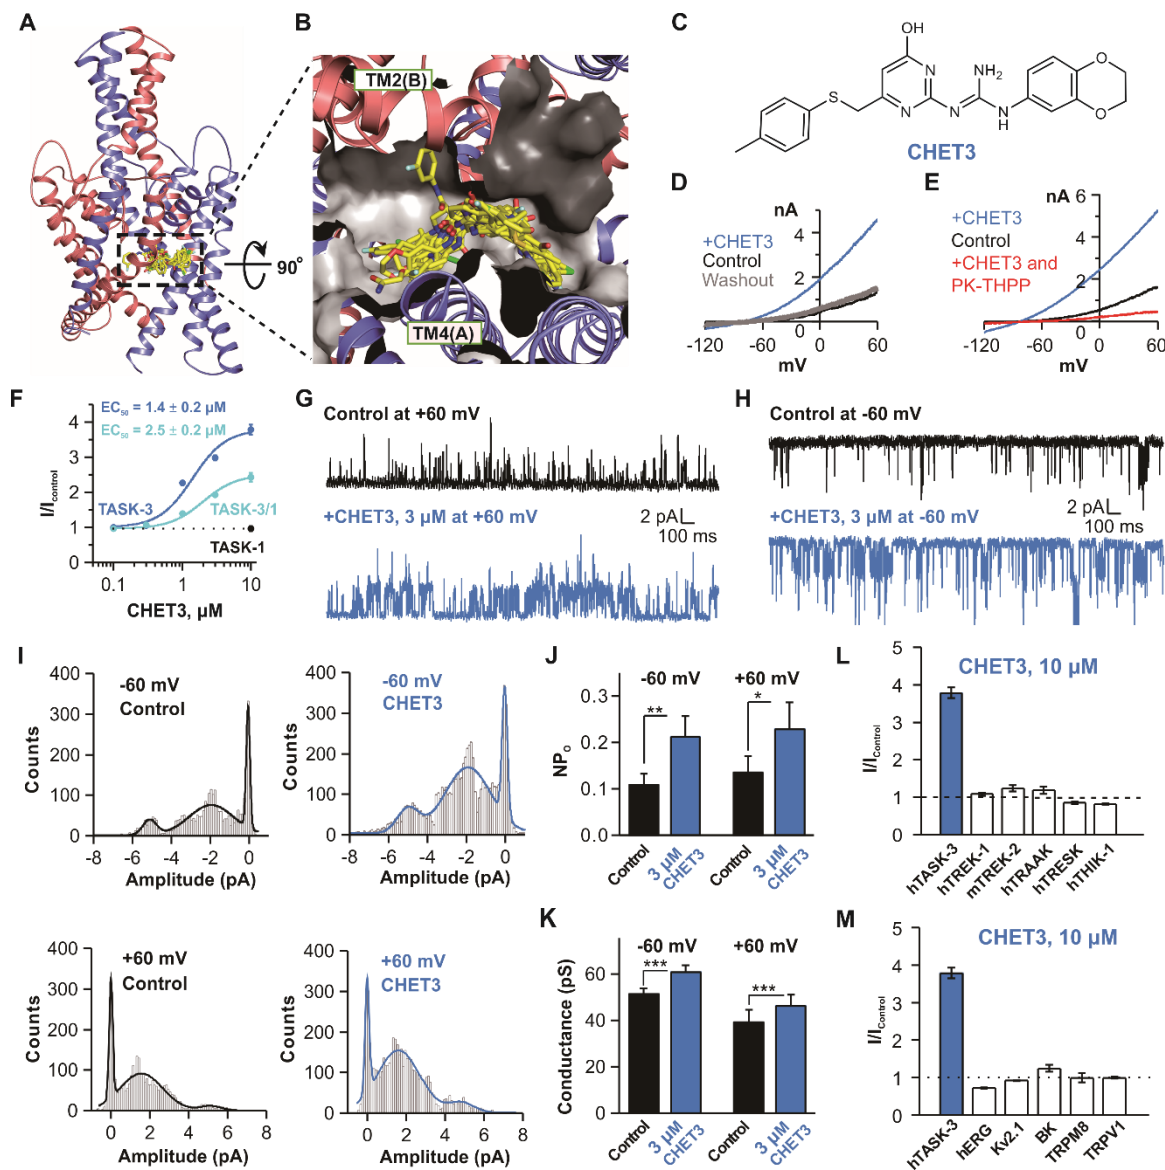 A
B
TM2(B)
TM4(A)
90°
C
OH
N
NH₂
O
S
N
N
N
H
O
CHET3
D
nA
+CHET3
Control
Washout
4
2
0
-120
-60
0
60
mV
E
nA
+CHET3
Control
+CHET3 and
PK-THPP
6
4
2
0
-120
-60
0
60
mV
F
EC₅₀ = 1.4 ± 0.2 µM
EC₅₀ = 2.5 ± 0.2 µM
I/Icontrol
4
3
2
1
0
TASK-3
TASK-3/1
TASK-1
0.1
1
10
CHET3, µM
G
Control at +60 mV
+CHET3, 3 µM at +60 mV
2 pA
100 ms
H
Control at -60 mV
+CHET3, 3 µM at -60 mV
2 pA
100 ms
I
-60 mV
Control
Counts
400
300
200
100
0
-8 -6 -4 -2 0
Amplitude (pA)
-60 mV
CHET3
Counts
400
300
200
100
0
-8 -6 -4 -2 0
Amplitude (pA)
+60 mV
Control
Counts
400
300
200
100
0
0 2 4 6 8
Amplitude (pA)
+60 mV
CHET3
Counts
400
300
200
100
0
0 2 4 6 8
Amplitude (pA)
J
-60 mV
+60 mV
**
*
NPₒ
0.3
0.2
0.1
0.0
Control
3 µM
CHET3
Control
3 µM
CHET3
K
-60 mV
+60 mV
***
***
Conductance (pS)
60
40
20
0
Control
3 µM
CHET3
Control
3 µM
CHET3
L
CHET3, 10 µM
I/IControl
5
4
3
2
1
0
hTASK-3
hTREK-1
mTREK-2
hTRAAK
hTRESK
hTHIK-1
M
CHET3, 10 µM
I/IControl
5
4
3
2
1
0
hTASK-3
hERG
Kv2.1
BK
TRPM8
TRPV1